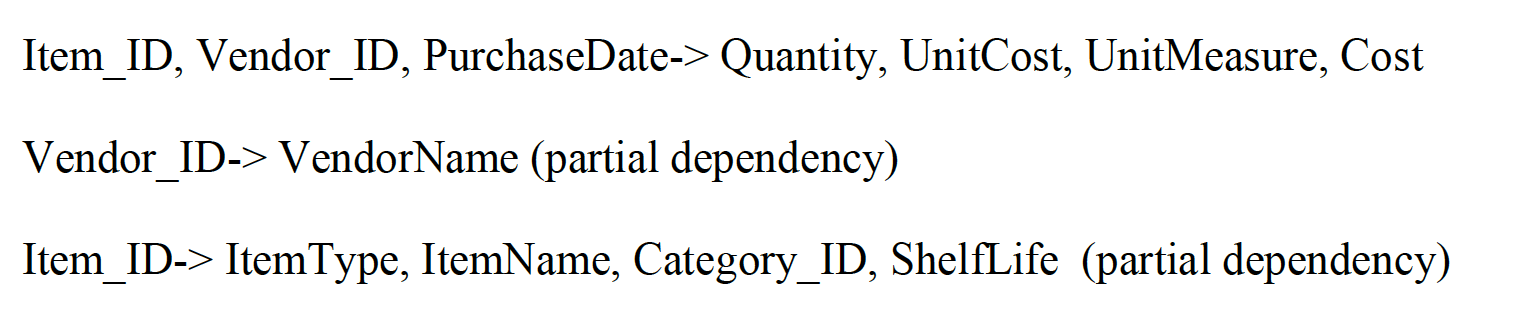 Item_ID, Vendor_ID, PurchaseDate-> Quantity, UnitCost, UnitMeasure, Cost
Vendor_ID-> VendorName (partial dependency)
Item_ID-> ItemType, ItemName, Category_ID, ShelfLife  (partial dependency)